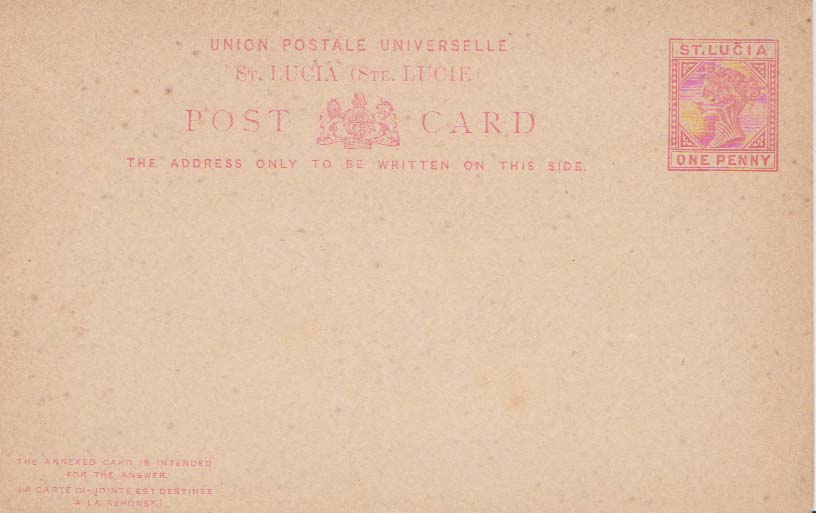 UNION POSTALE UNIVERSELLE
ST. LUCIA (STE. LUCIE
POST CARD
THE ADDRESS ONLY TO BE WRITTEN ON THIS SIDE.
ST. LUCIA
ONE PENNY
THE ANNEXED CARD IS INTENDED
FOR THE ANSWER.
(LA CARTE CI-JOINTE EST DESTINÉE
A LA REPONSE.)